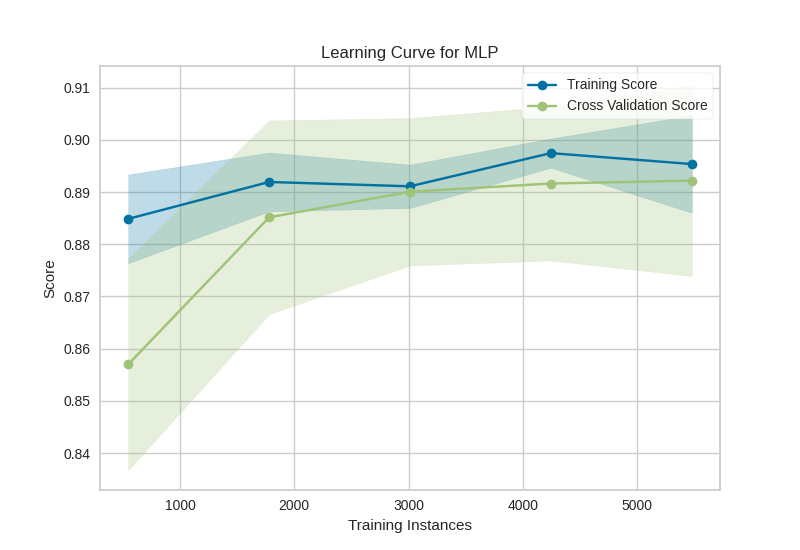 Learning Curve for MLP
Training Score
Cross Validation Score
0.91
0.90
0.89
0.88
0.87
0.86
0.85
0.84
Score
1000 2000 3000 4000 5000
Training Instances